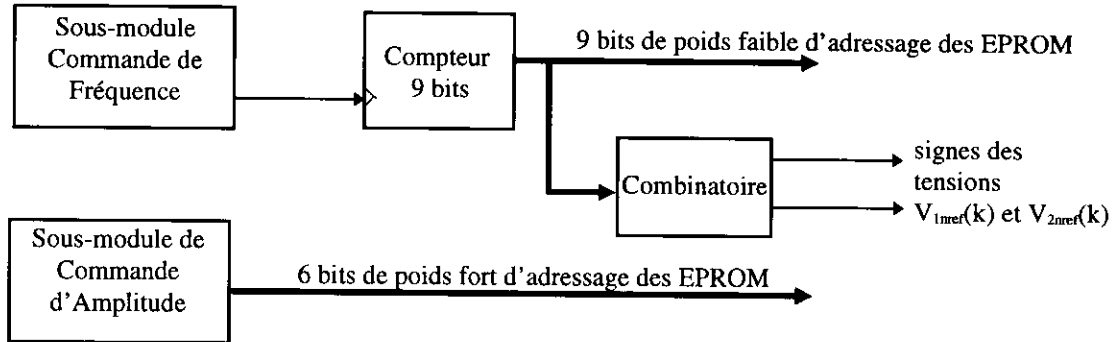 Sous-module
Commande de
Fréquence
Compteur
9 bits
9 bits de poids faible d'adressage des EPROM
Combinatoire
signes des
tensions
V1nref(k) et V2nref(k)
Sous-module de
Commande
d'Amplitude
6 bits de poids fort d'adressage des EPROM